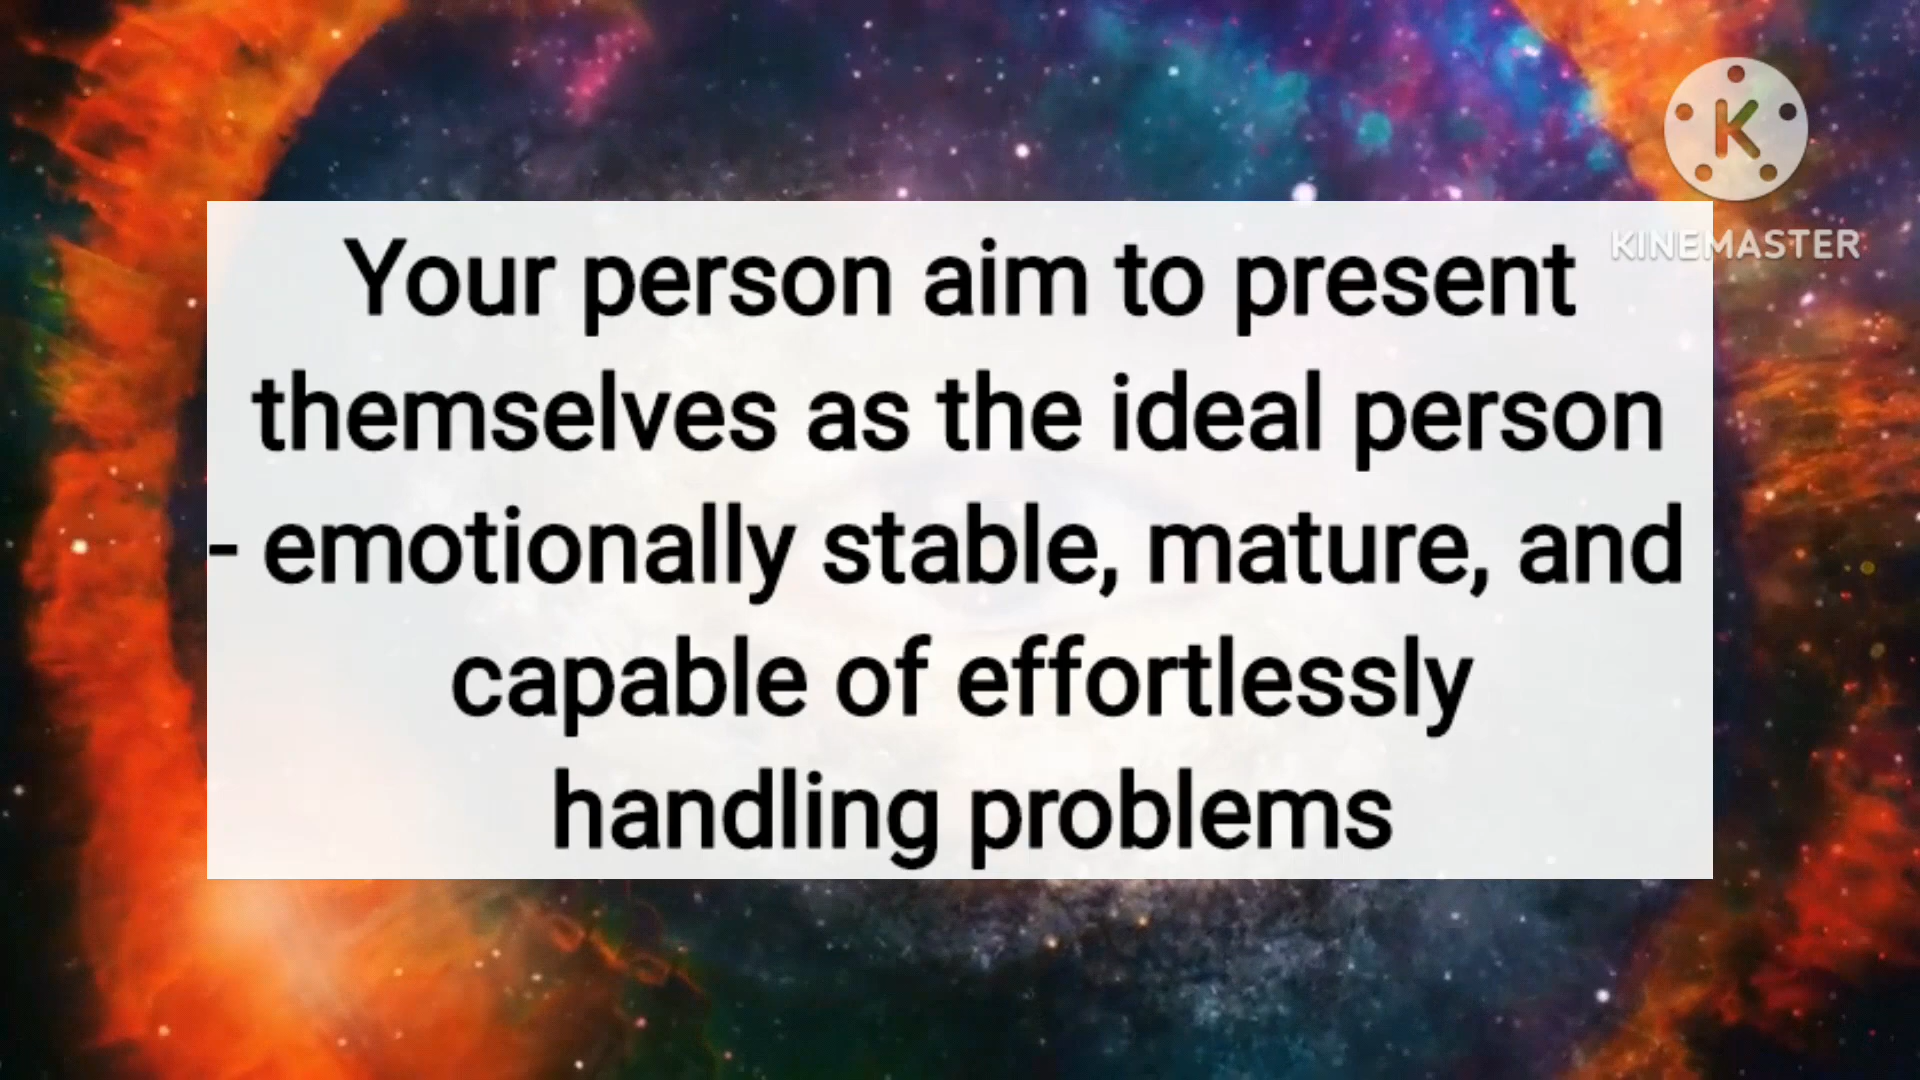 K
KINEMASTER
Your person aim to present
themselves as the ideal person
- emotionally stable, mature, and
capable of effortlessly
handling problems